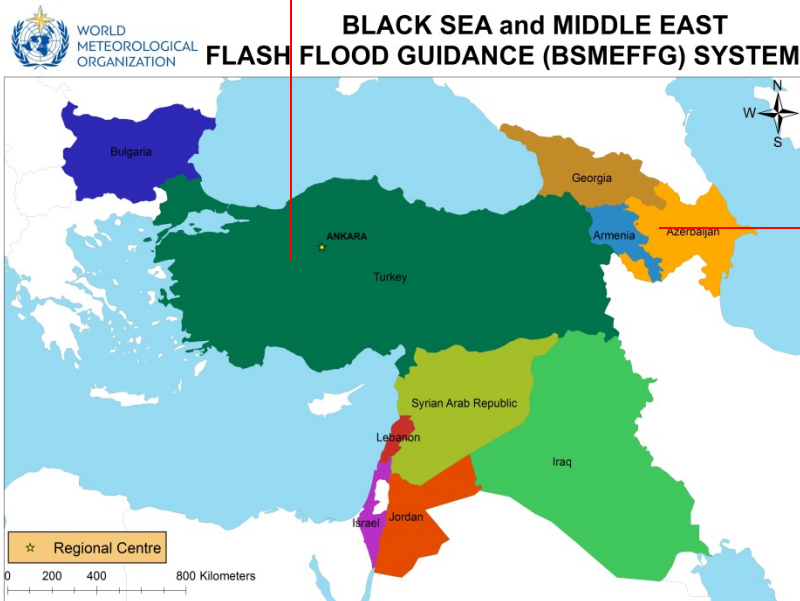 WORLD
METEOROLOGICAL
ORGANIZATION
BLACK SEA and MIDDLE EAST
FLASH FLOOD GUIDANCE (BSMEFFG) SYSTEM
N
W
S
Bulgaria
Georgia
ANKARA
Armenia
Azerbaijan
Turkey
Syrian Arab Republic
Lebanon
Iraq
Israel
Jordan
Regional Centre
0 200 400 800 Kilometers